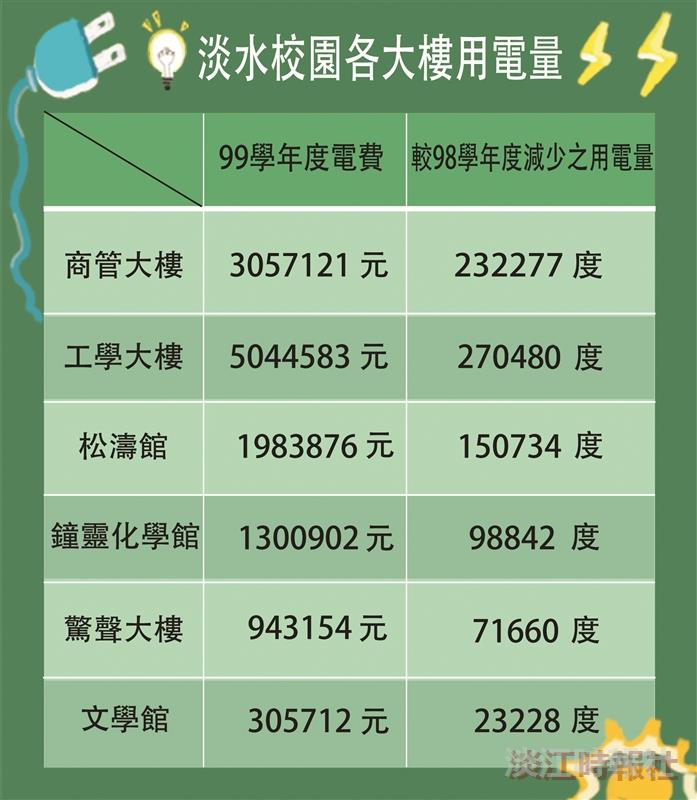 淡水校園各大樓用電量
99學年度電費 較98學年度減少之用電量
商管大樓 3057121 元 232277 度
工學大樓 5044583 元 270480 度
松濤館 1983876 元 150734 度
鐘靈化學館 1300902 元 98842 度
驚聲大樓 943154 元 71660 度
文學館 305712 元 23228 度
淡江時報社